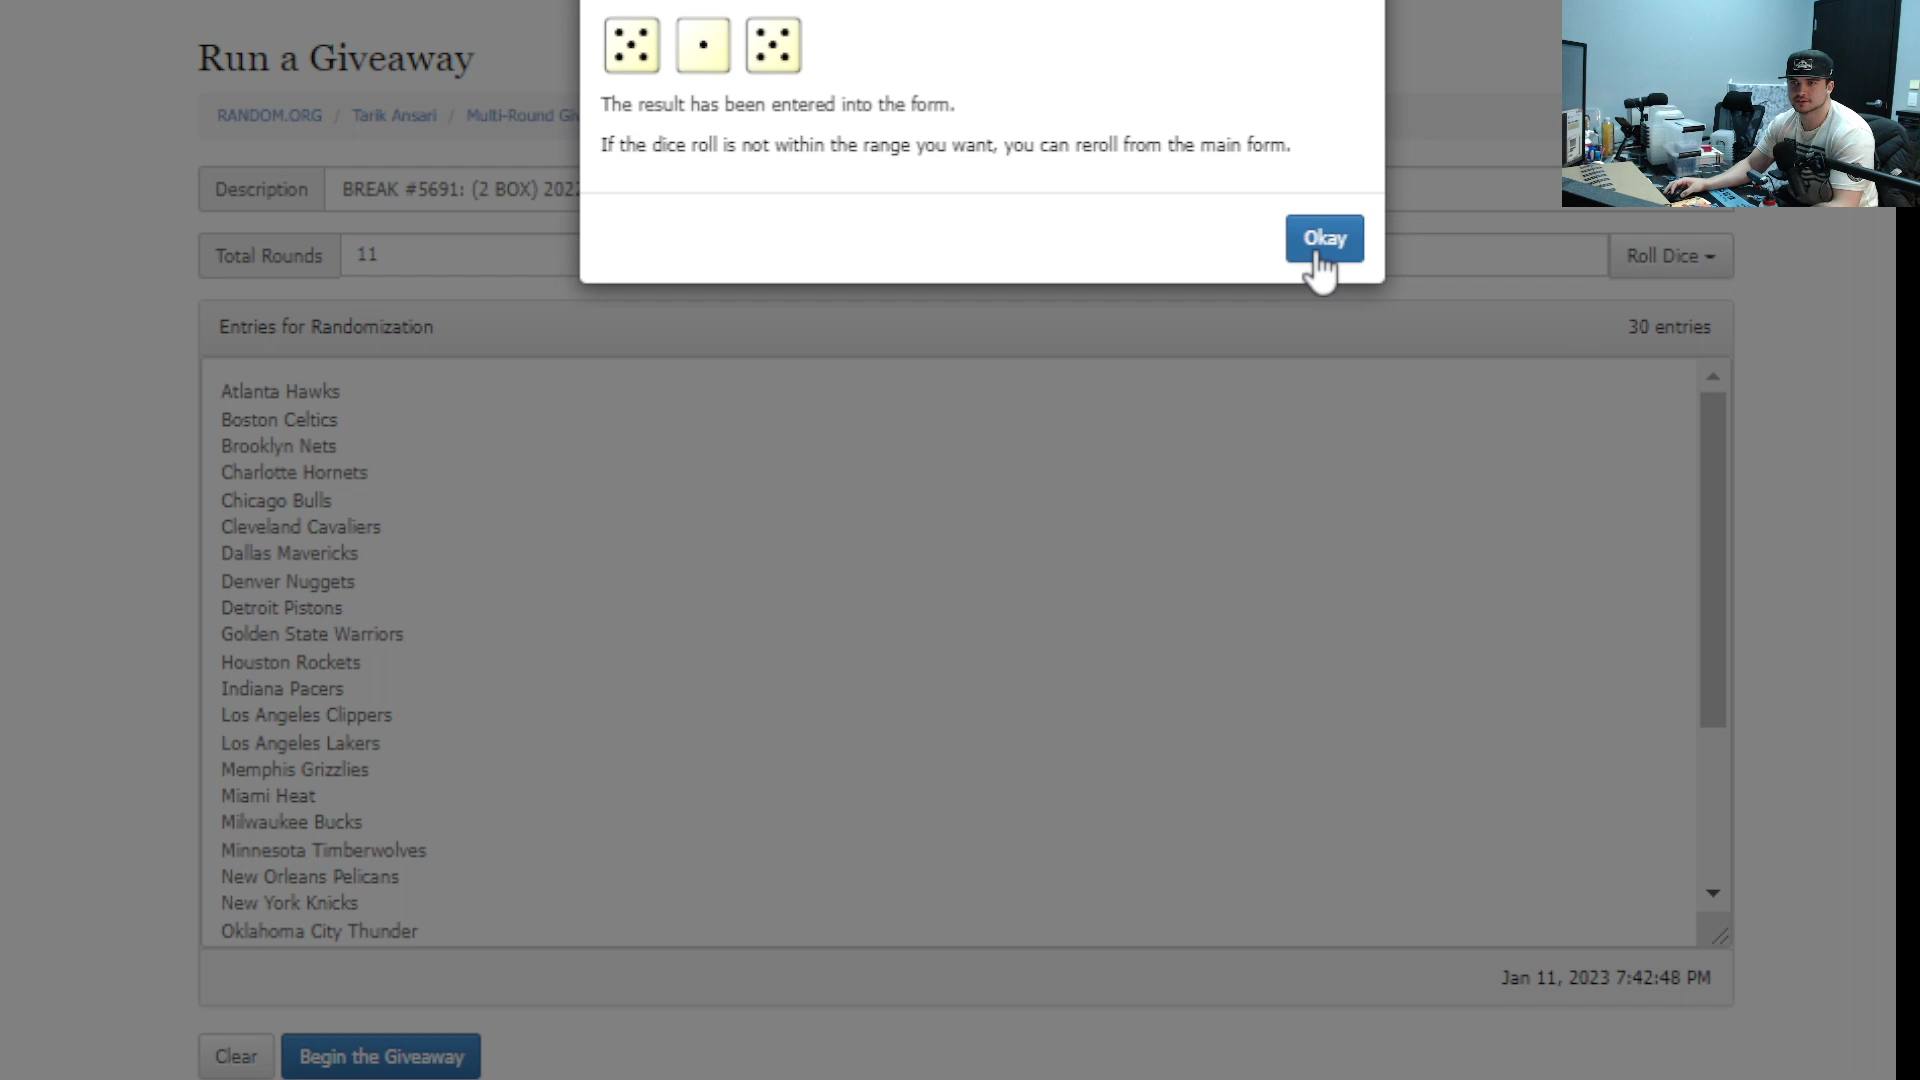 Run a Giveaway
RANDOM.ORG / Tarik Ansari / Multi-Round
The result has been entered into the form.
If the dice roll is not within the range you want, you can reroll from the main form.
Description BREAK #5691: (2 BOX)
Okay
Total Rounds 11 Roll Dice
Entries for Randomization 30 entries
Atlanta Hawks
Boston Celtics
Brooklyn Nets
Charlotte Hornets
Chicago Bulls
Cleveland Cavaliers
Dallas Mavericks
Denver Nuggets
Detroit Pistons
Golden State Warriors
Houston Rockets
Indiana Pacers
Los Angeles Clippers
Los Angeles Lakers
Memphis Grizzlies
Miami Heat
Milwaukee Bucks
Minnesota Timberwolves
New Orleans Pelicans
New York Knicks
Oklahoma City Thunder
Jan 11, 2023 7:42:48 PM
Clear Begin the Giveaway